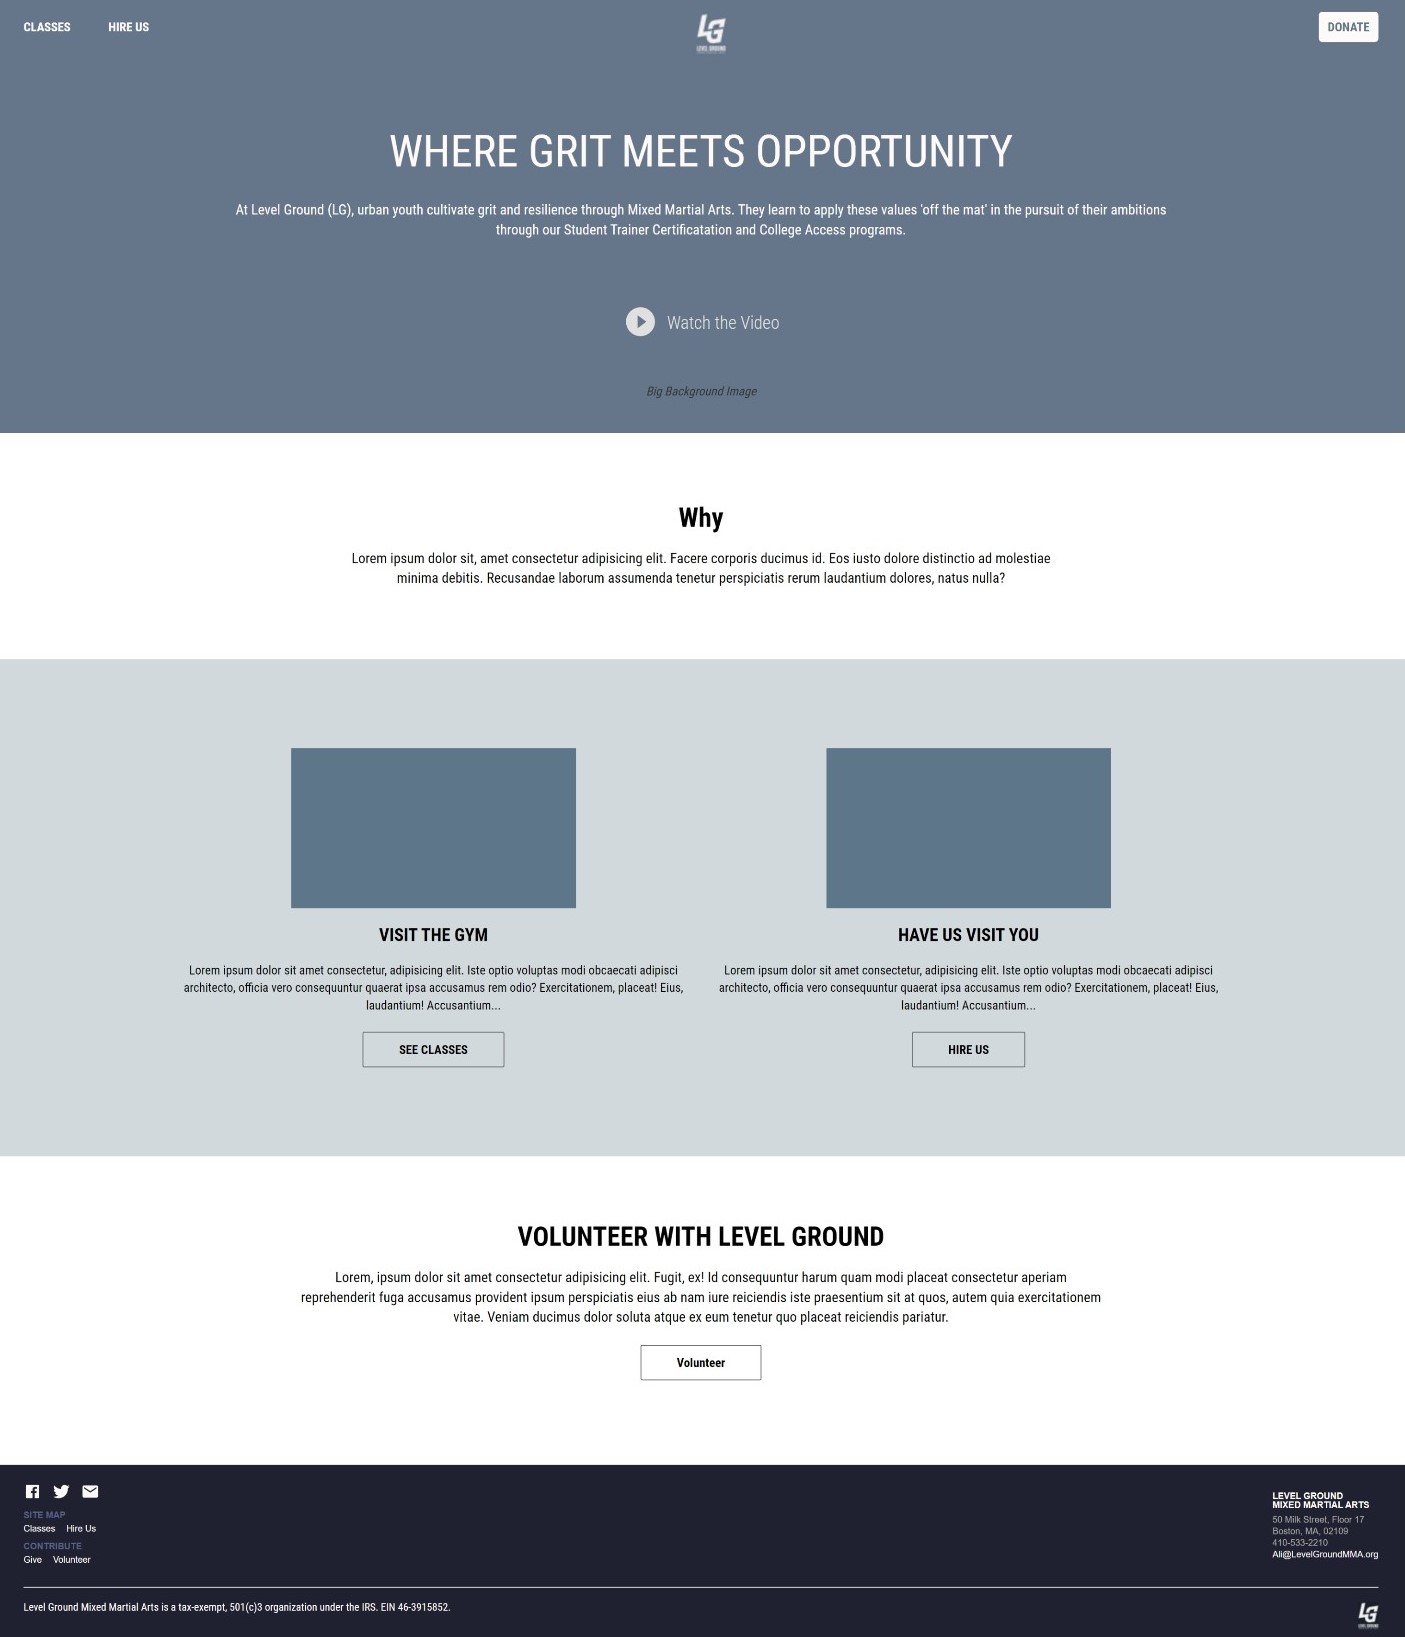 CLASSES HIRE US
LG
LEVEL GROUND
DONATE
WHERE GRIT MEETS OPPORTUNITY
At Level Ground (LG), urban youth cultivate grit and resilience through Mixed Martial Arts. They learn to apply these values 'off the mat' in the pursuit of their ambitions
through our Student Trainer Certificatation and College Access programs.
Watch the Video
Big Background Image
Why
Lorem ipsum dolor sit, amet consectetur adipisicing elit. Facere corporis ducimus id. Eos iusto dolore distinctio ad molestiae
minima debitis. Recusandae laborum assumenda tenetur perspiciatis rerum laudantium dolores, natus nulla?
VISIT THE GYM
Lorem ipsum dolor sit amet consectetur, adipisicing elit. Iste optio voluptas modi obcaecati adipisci
architecto, officia vero consequuntur quaerat ipsa accusamus rem odio? Exercitationem, placeat! Eius,
laudantium! Accusantium...
SEE CLASSES
HAVE US VISIT YOU
Lorem ipsum dolor sit amet consectetur, adipisicing elit. Iste optio voluptas modi obcaecati adipisci
architecto, officia vero consequuntur quaerat ipsa accusamus rem odio? Exercitationem, placeat! Eius,
laudantium! Accusantium...
HIRE US
VOLUNTEER WITH LEVEL GROUND
Lorem, ipsum dolor sit amet consectetur adipisicing elit. Fugit, ex! Id consequuntur harum quam modi placeat consectetur aperiam
reprehenderit fuga accusamus provident ipsum perspiciatis eius ab nam iure reiciendis iste praesentium sit at quos, autem quia exercitationem
vitae. Veniam ducimus dolor soluta atque ex eum tenetur quo placeat reiciendis pariatur.
Volunteer
SITE MAP
Classes Hire Us
CONTRIBUTE
Give Volunteer
LEVEL GROUND
MIXED MARTIAL ARTS
50 Milk Street, Floor 17
Boston, MA, 02109
410-533-2210
Ali@LevelGroundMMA.org
Level Ground Mixed Martial Arts is a tax-exempt, 501(c)3 organization under the IRS. EIN 46-3915852.
LG